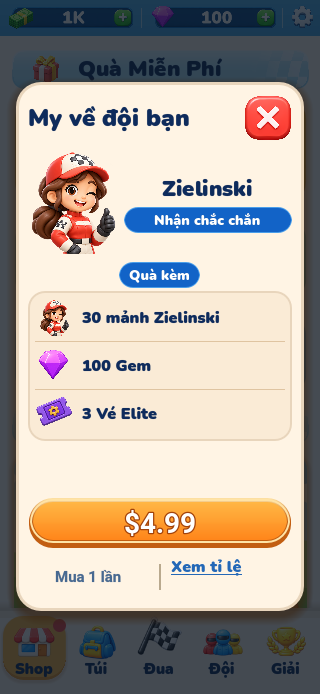 1K
100
Quà Miễn Phí
My về đội bạn
Zielinski
Nhận chắc chắn
Quà kèm
30 mảnh Zielinski
100 Gem
3 Vé Elite
$4.99
Mua 1 lần
Xem tỉ lệ
Shop
Túi
Đua
Đội
Giải